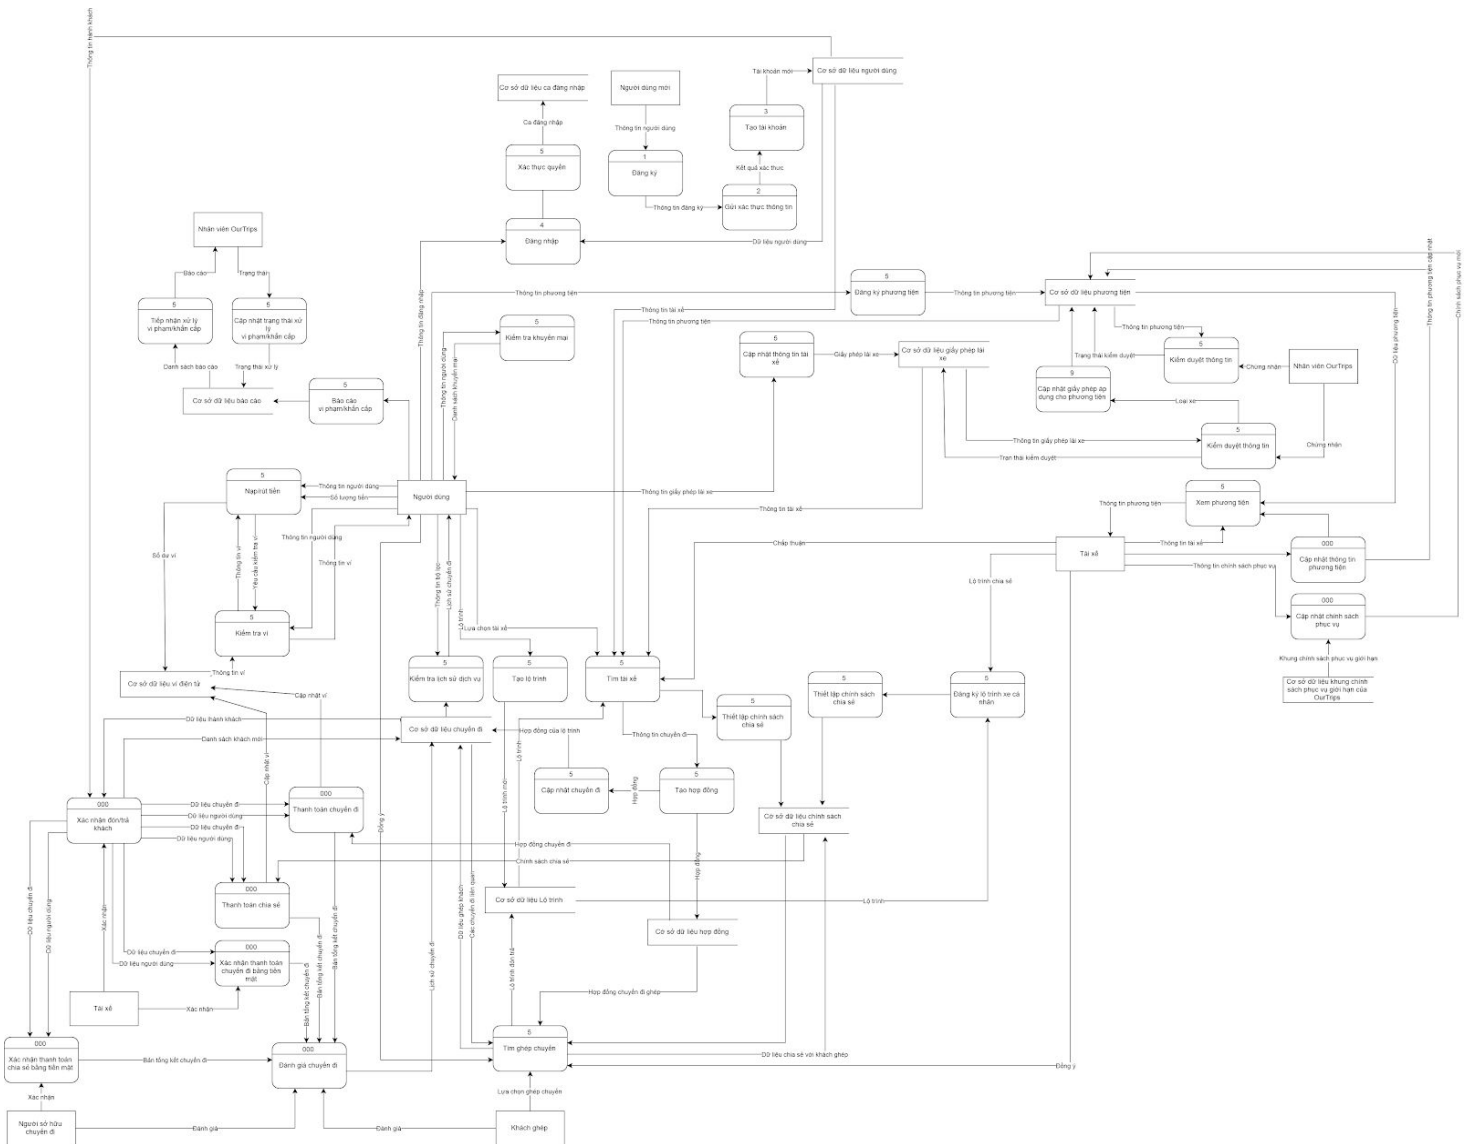 Thông tin hành khách
Cơ sở dữ liệu ca đăng nhập
Người dùng mới
Tài khoản mới
Cơ sở dữ liệu người dùng
Ca đăng nhập
Thông tin người dùng
3
Tạo tài khoản
5
Xác thực quyền
1
Đăng ký
Kết quả xác thực
2
Gửi xác thực thông tin
Thông tin đăng ký
Nhân viên OurTrips
4
Đăng nhập
Dữ liệu người dùng
Báo cáo
Trạng thái
5
Tiếp nhận xử lý
vi phạm/khẩn cấp
5
Cập nhật trạng thái xử
lý
vi phạm/khẩn cấp
Danh sách báo cáo
Trạng thái xử lý
Cơ sở dữ liệu báo cáo
5
Báo cáo
vi phạm/khẩn cấp
Thông tin đăng nhập
Thông tin người dùng
Danh sách khuyến mại
5
Kiểm tra khuyến mại
Thông tin phương tiện
5
Đăng ký phương tiện
Thông tin phương tiện
Cơ sở dữ liệu phương tiện
Thông tin tài xế
Thông tin phương tiện
5
Cập nhật thông tin tài
xế
Giấy phép lái xe
Cơ sở dữ liệu giấy phép lái
xe
Thông tin phương tiện
Trạng thái kiểm duyệt
5
Kiểm duyệt thông tin
Chứng nhận
Nhân viên OurTrips
9
Cập nhật giấy phép áp
dụng cho phương tiện
Loại xe
5
Kiểm duyệt thông tin
Chứng nhận
Thông tin giấy phép lái xe
Trạn thái kiểm duyệt
Dữ liệu phương tiện
Thông tin phương tiện cập nhật
Chính sách phục vụ mới
5
Nạp/rút tiền
Thông tin người dùng
Số lượng tiền
Người dùng
Thông tin giấy phép lái xe
Thông tin tài xế
Chấp thuận
Thông tin phương tiện
5
Xem phương tiện
Tài xế
Thông tin tài xế
Thông tin chính sách phục vụ
000
Cập nhật thông tin
phương tiện
000
Cập nhật chính sách
phục vụ
Khung chính sách phục vụ giới hạn
Cơ sở dữ liệu khung chính
sách phục vụ giới hạn của
OurTrips
Số dư ví
Thông tin ví
Yêu cầu kiểm tra ví
Thông tin người dùng
Thông tin ví
5
Kiểm tra ví
Thông tin ví
Cơ sở dữ liệu ví điện tử
Thông tin bộ lọc
Lịch sử chuyến đi
Lộ trình
Lựa chọn tài xế
5
Kiểm tra lịch sử dịch vụ
5
Tạo lộ trình
5
Tìm tài xế
Lộ trình chia sẻ
5
Thiết lập chính sách
chia sẻ
5
Thiết lập chính sách
chia sẻ
5
Đăng ký lộ trình xe cá
nhân
Cập nhật ví
Cập nhật ví
Dữ liệu hành khách
Danh sách khách mới
Cơ sở dữ liệu chuyến đi
Hợp đồng của lộ trình
Lộ trình
Thông tin chuyến đi
5
Cập nhật chuyến đi
Hợp đồng
5
Tạo hợp đồng
Lộ trình mới
000
Xác nhận đón/trả
khách
Dữ liệu chuyến đi
Dữ liệu người dùng
Dữ liệu chuyến đi
Dữ liệu người dùng
000
Thanh toán chuyến đi
Đồng ý
Hợp đồng chuyến đi
Chính sách chia sẻ
Hợp đồng
Cơ sở dữ liệu chính sách
chia sẻ
000
Thanh toán chia sẻ
Cơ sở dữ liệu Lộ trình
Lộ trình
Cơ sở dữ liệu hợp đồng
Dữ liệu chuyến đi
Dữ liệu người dùng
Xác nhận
Dữ liệu chuyến đi
Dữ liệu người dùng
000
Xác nhận thanh toán
chuyến đi bằng tiền
mặt
Bản tổng kết chuyến đi
Bản tổng kết chuyến đi
Bản tổng kết chuyến đi
Lịch sử chuyến đi
Dữ liệu ghép khách
Các chuyến đi liên quan
Lộ trình đón trả
Hợp đồng chuyến đi ghép
Tài xế
Xác nhận
5
Tìm ghép chuyến
Dữ liệu chia sẻ với khách ghép
Đồng ý
000
Xác nhận thanh toán
chia sẻ bằng tiền mặt
Bản tổng kết chuyến đi
000
Đánh giá chuyến đi
Xác nhận
Lựa chọn ghép chuyến
Người sở hữu
chuyến đi
Đánh giá
Đánh giá
Khách ghép